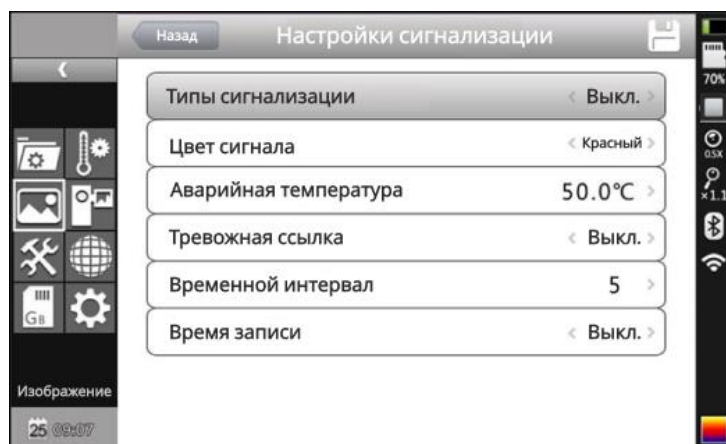 Назад
Настройки сигнализации
Типы сигнализации
Выкл.
Цвет сигнала
Красный
Аварийная температура
50.0℃
Тревожная ссылка
Выкл.
Временной интервал
5
Время записи
Выкл.
GB
Изображение
25 09:07
70%
0.5X
×1.1